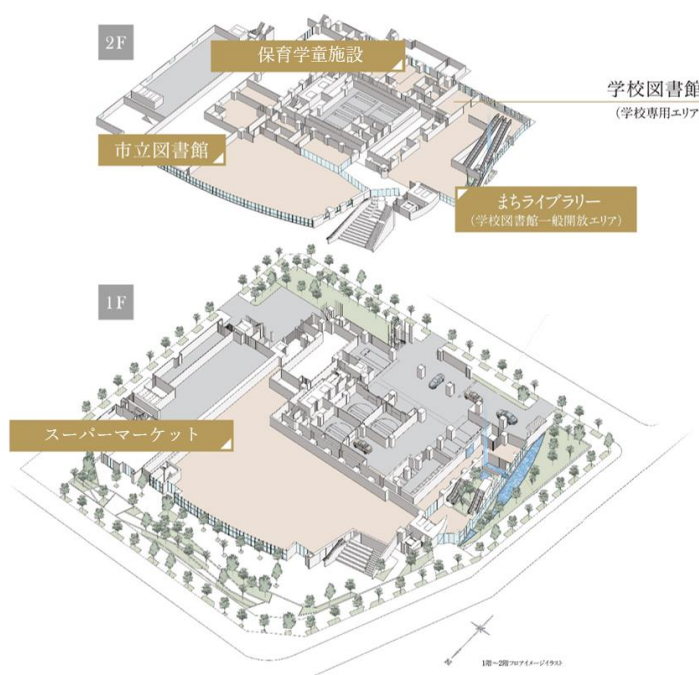 2F
保育学童施設
学校図書館
(学校専用エリア
市立図書館
まちライブラリー
(学校図書館一般開放エリア)
1F
スーパーマーケット
N
1階〜2階フロアイメージイラスト